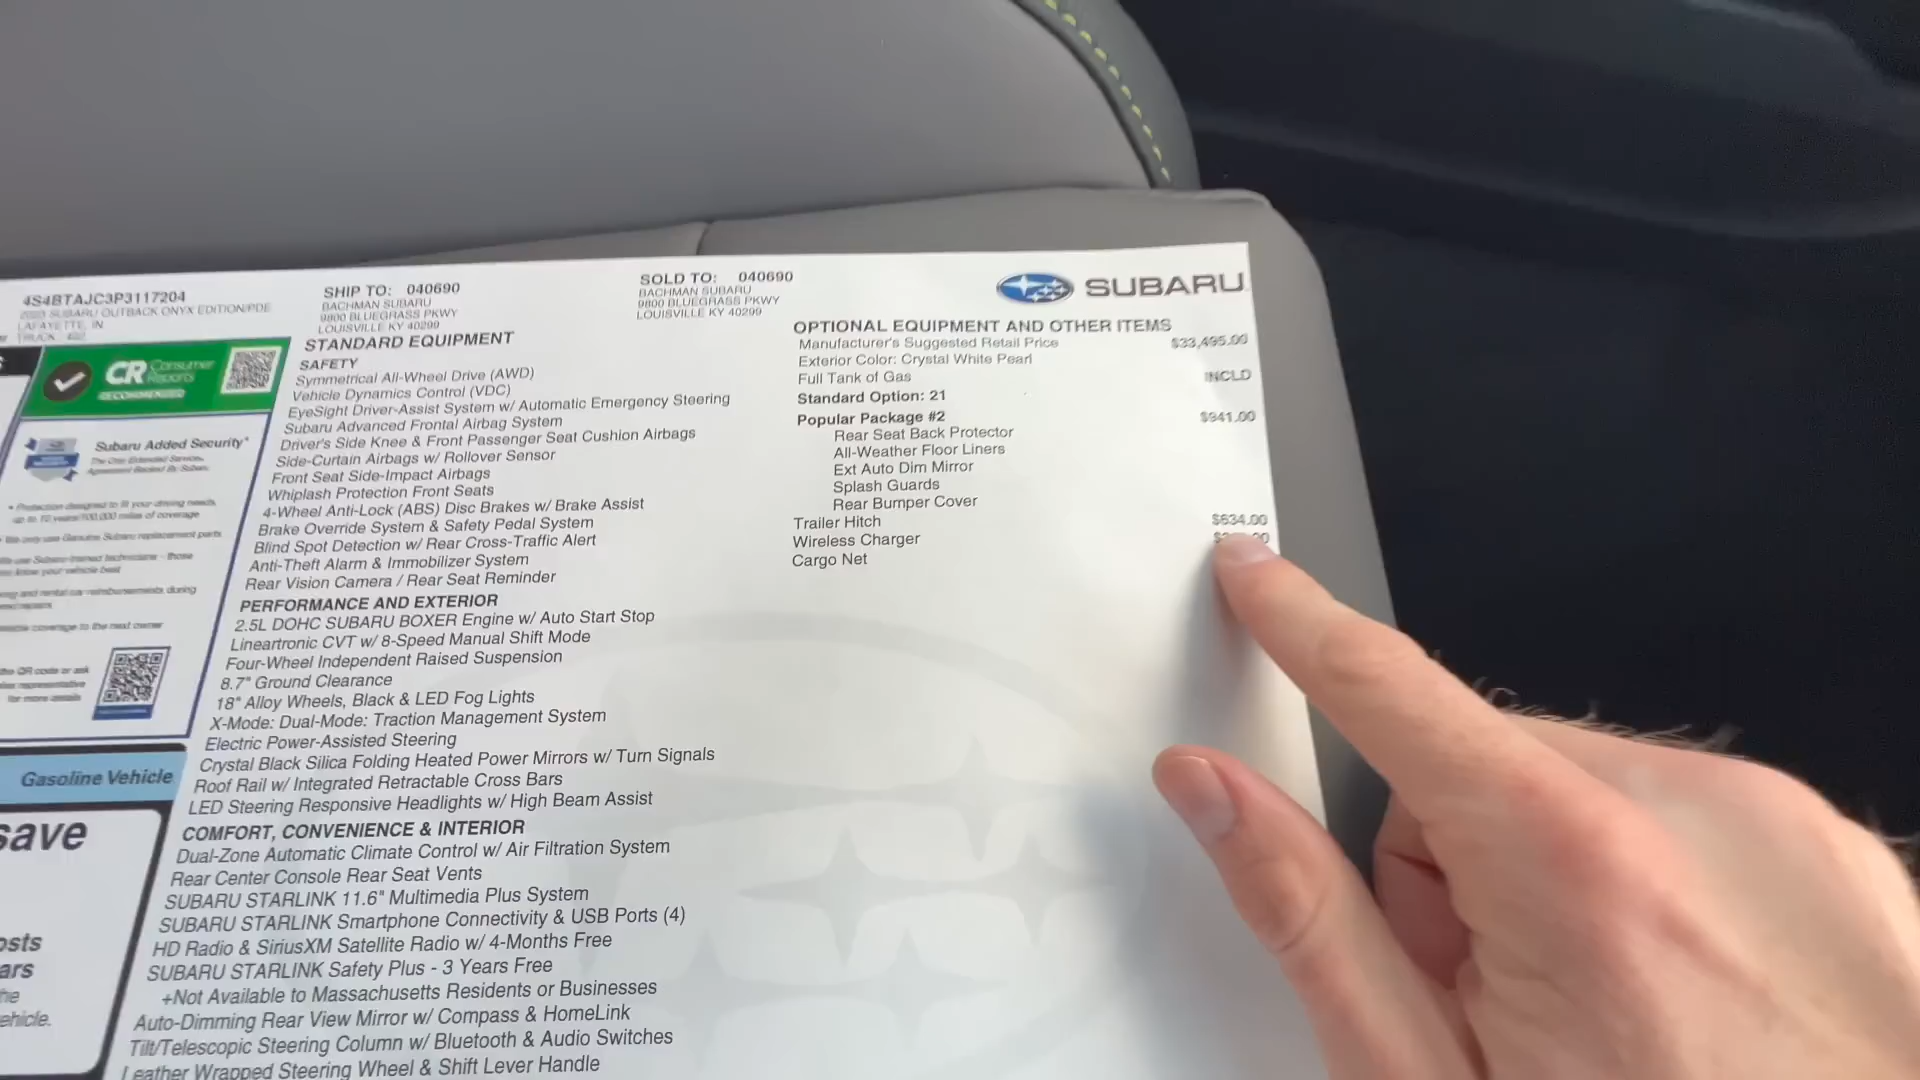 4S4BTAJC3P3117204
2023 SUBARU OUTBACK ONYX EDITION/PDE
LAFAYETTE, IN
SHIP TO: 040690
BACHMAN SUBARU
9800 BLUEGRASS PKWY
LOUISVILLE KY 40299
SOLD TO: 040690
BACHMAN SUBARU
9800 BLUEGRASS PKWY
LOUISVILLE KY 40299
SUBARU
CR Consumer Reports
RECOMMENDED
Subaru Added Security*
Gasoline Vehicle
save
STANDARD EQUIPMENT
SAFETY
Symmetrical All-Wheel Drive (AWD)
Vehicle Dynamics Control (VDC)
EyeSight Driver-Assist System w/ Automatic Emergency Steering
Subaru Advanced Frontal Airbag System
Driver's Side Knee & Front Passenger Seat Cushion Airbags
Side-Curtain Airbags w/ Rollover Sensor
Front Seat Side-Impact Airbags
Whiplash Protection Front Seats
4-Wheel Anti-Lock (ABS) Disc Brakes w/ Brake Assist
Brake Override System & Safety Pedal System
Blind Spot Detection w/ Rear Cross-Traffic Alert
Anti-Theft Alarm & Immobilizer System
Rear Vision Camera / Rear Seat Reminder
PERFORMANCE AND EXTERIOR
2.5L DOHC SUBARU BOXER Engine w/ Auto Start Stop
Lineartronic CVT w/ 8-Speed Manual Shift Mode
Four-Wheel Independent Raised Suspension
8.7" Ground Clearance
18" Alloy Wheels, Black & LED Fog Lights
X-Mode: Dual-Mode: Traction Management System
Electric Power-Assisted Steering
Crystal Black Silica Folding Heated Power Mirrors w/ Turn Signals
Roof Rail w/ Integrated Retractable Cross Bars
LED Steering Responsive Headlights w/ High Beam Assist
COMFORT, CONVENIENCE & INTERIOR
Dual-Zone Automatic Climate Control w/ Air Filtration System
Rear Center Console Rear Seat Vents
SUBARU STARLINK 11.6" Multimedia Plus System
SUBARU STARLINK Smartphone Connectivity & USB Ports (4)
HD Radio & SiriusXM Satellite Radio w/ 4-Months Free
SUBARU STARLINK Safety Plus - 3 Years Free
+Not Available to Massachusetts Residents or Businesses
Auto-Dimming Rear View Mirror w/ Compass & HomeLink
Tilt/Telescopic Steering Column w/ Bluetooth & Audio Switches
Leather Wrapped Steering Wheel & Shift Lever Handle
OPTIONAL EQUIPMENT AND OTHER ITEMS
Manufacturer's Suggested Retail Price $33,495.00
Exterior Color: Crystal White Pearl
Full Tank of Gas INCLD
Standard Option: 21
Popular Package #2 $941.00
Rear Seat Back Protector
All-Weather Floor Liners
Ext Auto Dim Mirror
Splash Guards
Rear Bumper Cover
Trailer Hitch $634.00
Wireless Charger
Cargo Net